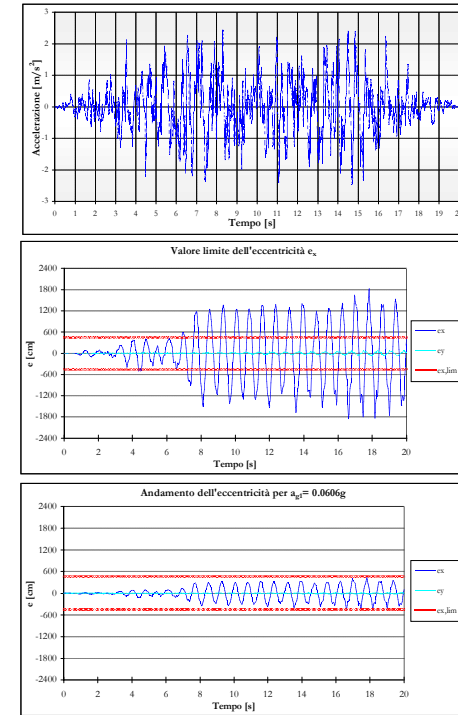 3
2
1
0
-1
-2
-3
Accelerazione [m/s²]
0 1 2 3 4 5 6 7 8 9 10 11 12 13 14 15 16 17 18 19
Tempo [s]
Valore limite dell'eccentricità eₓ
2400
1800
1200
600
0
-600
-1200
-1800
-2400
e [cm]
0 2 4 6 8 10 12 14 16 18 20
Tempo [s]
ex
ey
ex,lim
Andamento dell'eccentricità per a_gf= 0.0606g
2400
1800
1200
600
0
-600
-1200
-1800
-2400
e [cm]
0 2 4 6 8 10 12 14 16 18 20
Tempo [s]
ex
ey
ex,lim